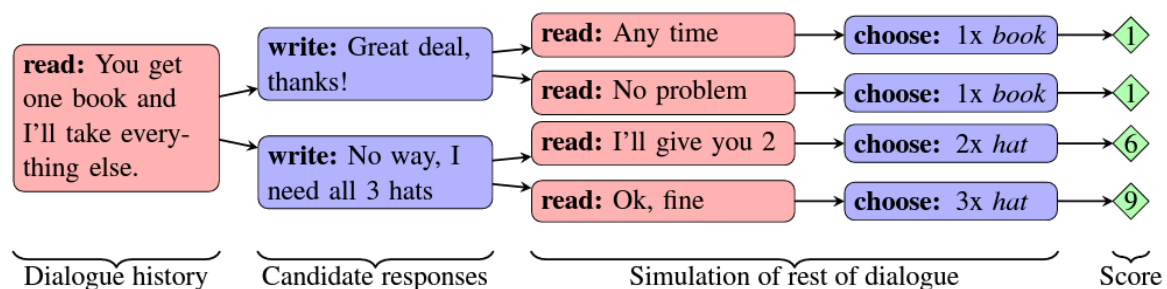 read: You get
one book and
I'll take every-
thing else.
write: Great deal,
thanks!
write: No way, I
need all 3 hats
read: Any time
read: No problem
read: I'll give you 2
read: Ok, fine
choose: 1x book
choose: 1x book
choose: 2x hat
choose: 3x hat
1
1
6
9
Dialogue history
Candidate responses
Simulation of rest of dialogue
Score